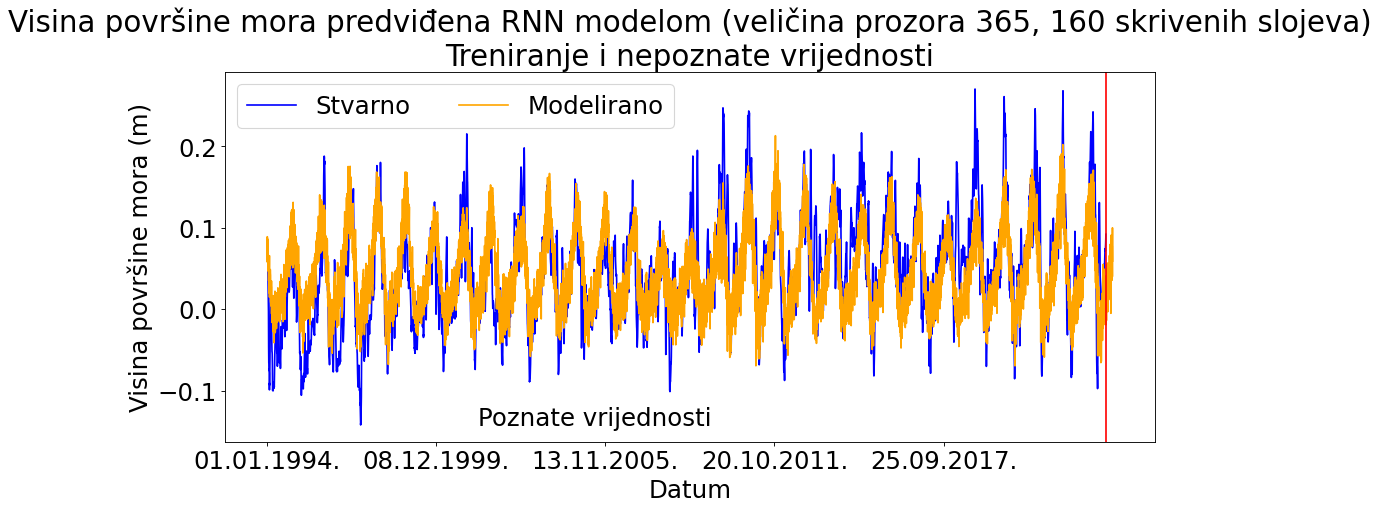 Visina površine mora predviđena RNN modelom (veličina prozora 365, 160 skrivenih slojeva)
Treniranje i nepoznate vrijednosti
Stvarno
Modelirano
Visina površine mora (m)
0.2
0.1
0.0
−0.1
Poznate vrijednosti
01.01.1994.
08.12.1999.
13.11.2005.
20.10.2011.
25.09.2017.
Datum